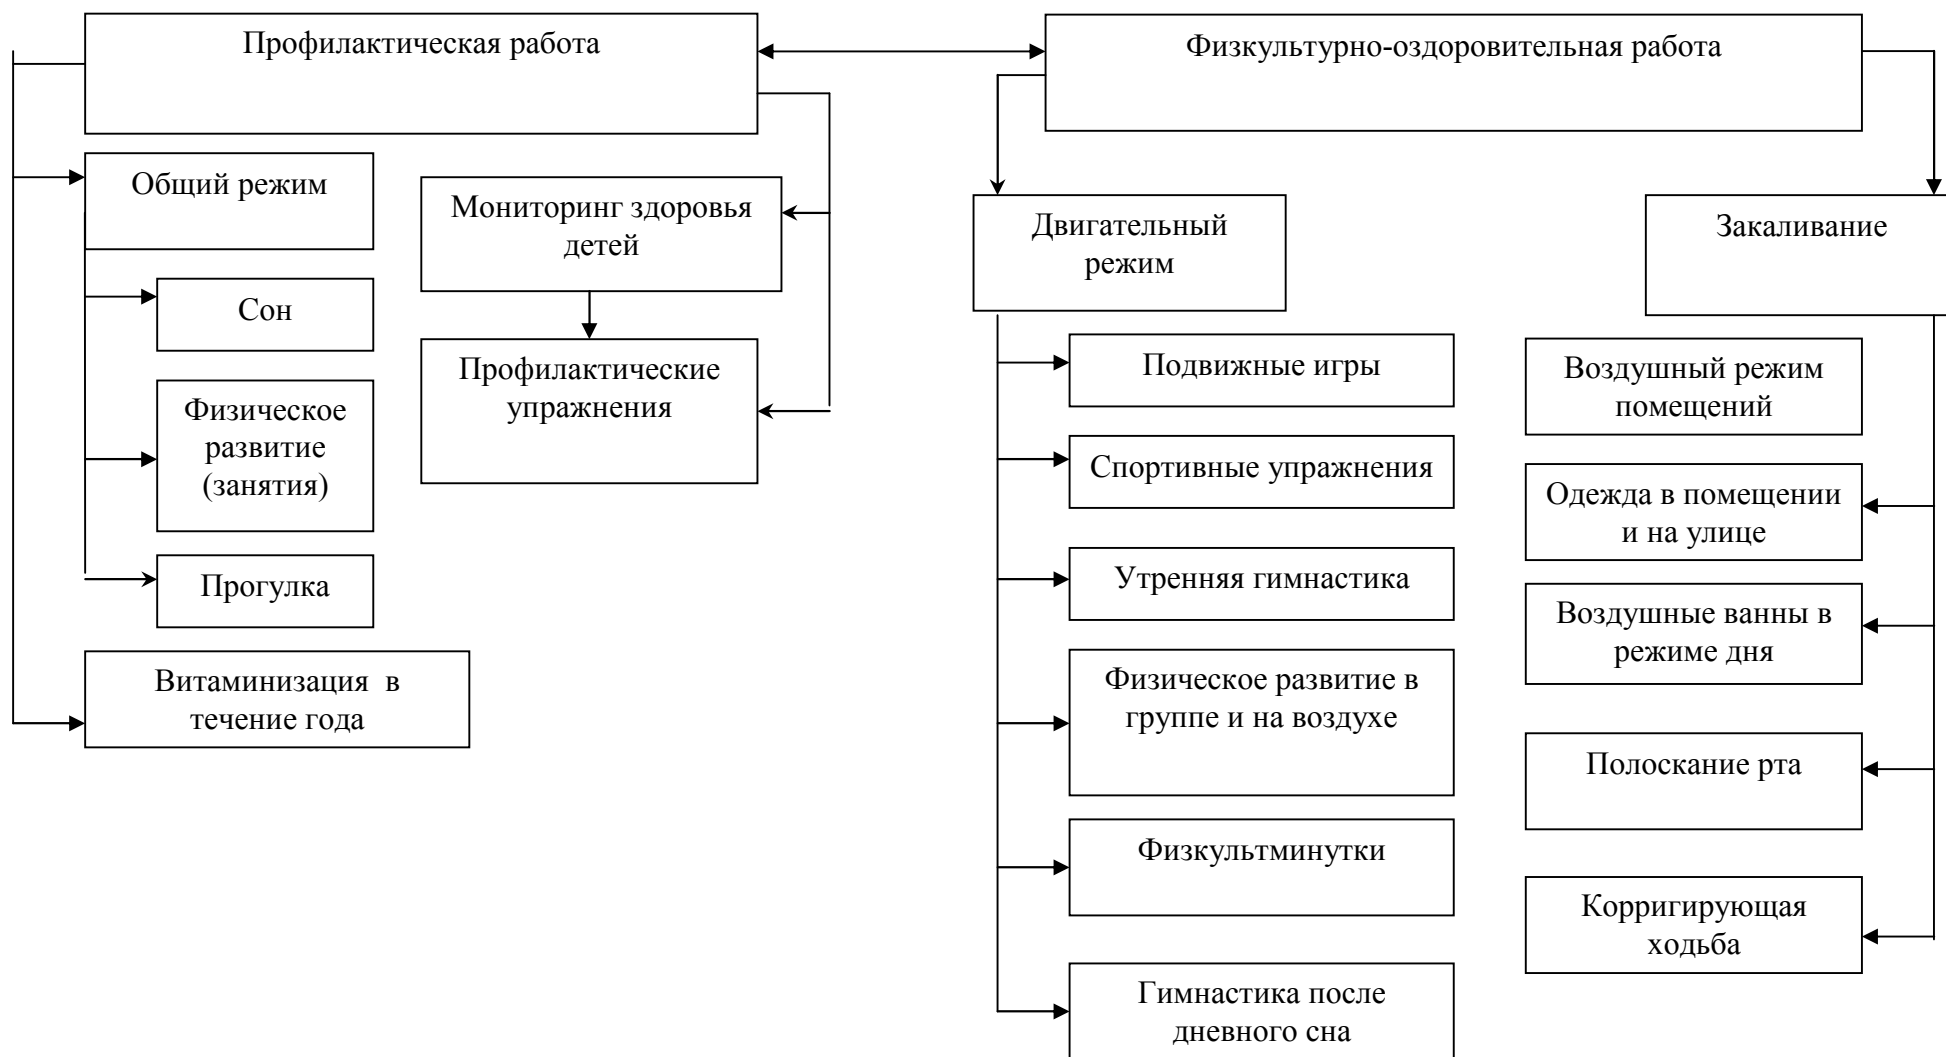 Профилактическая работа
Физкультурно-оздоровительная работа
Общий режим
Мониторинг здоровья
детей
Сон
Профилактические
упражнения
Физическое
развитие
(занятия)
Прогулка
Витаминизация в
течение года
Двигательный
режим
Подвижные игры
Спортивные упражнения
Утренняя гимнастика
Физическое развитие в
группе и на воздухе
Физкультминутки
Гимнастика после
дневного сна
Закаливание
Воздушный режим
помещений
Одежда в помещении
и на улице
Воздушные ванны в
режиме дня
Полоскание рта
Корригирующая
ходьба